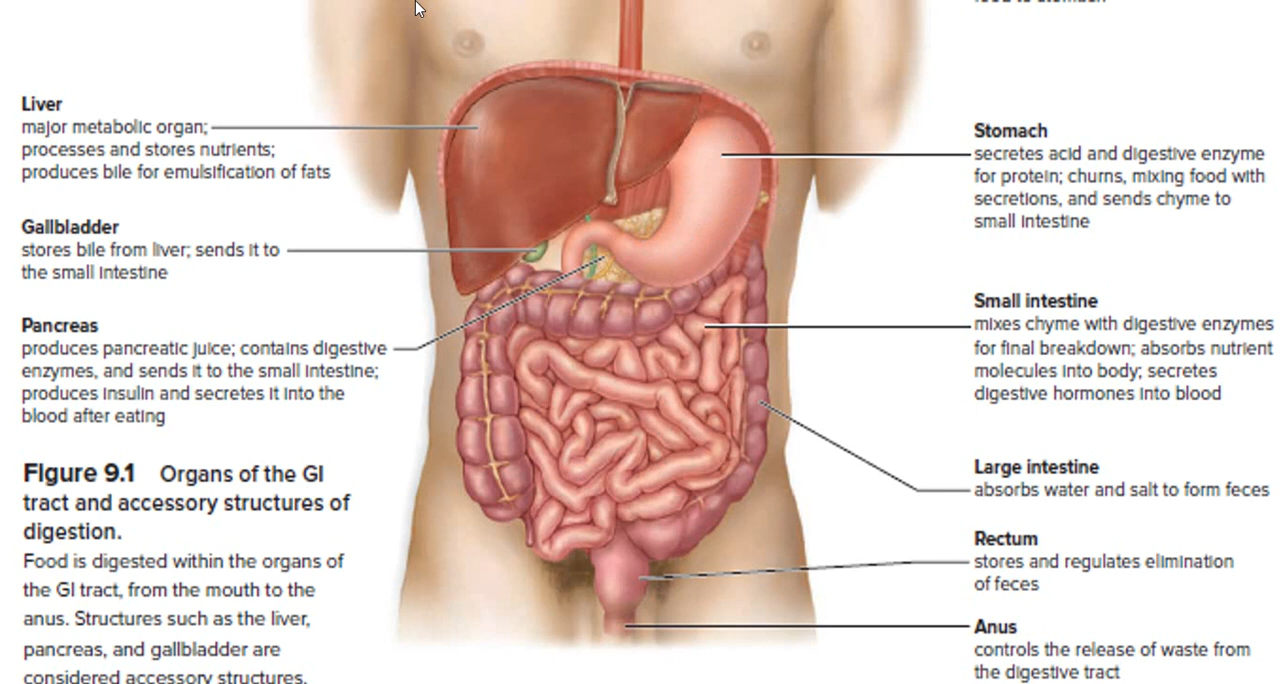 Liver
major metabolic organ;
processes and stores nutrients;
produces bile for emulsification of fats
Gallbladder
stores bile from liver; sends it to
the small intestine
Pancreas
produces pancreatic juice; contains digestive
enzymes, and sends it to the small intestine;
produces insulin and secretes it into the
blood after eating
Figure 9.1 Organs of the GI
tract and accessory structures of
digestion.
Food is digested within the organs of
the GI tract, from the mouth to the
anus. Structures such as the liver,
pancreas, and gallbladder are
considered accessory structures.
Stomach
secretes acid and digestive enzyme
for protein; churns, mixing food with
secretions, and sends chyme to
small intestine
Small intestine
mixes chyme with digestive enzymes
for final breakdown; absorbs nutrient
molecules into body; secretes
digestive hormones into blood
Large intestine
absorbs water and salt to form feces
Rectum
stores and regulates elimination
of feces
Anus
controls the release of waste from
the digestive tract